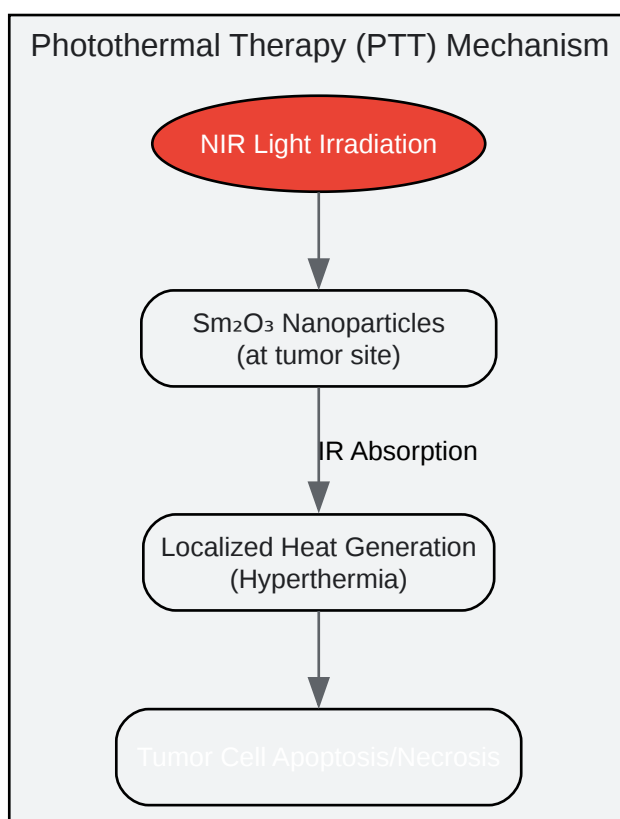 Photothermal Therapy (PTT) Mechanism
NIR Light Irradiation
Sm₂O₃ Nanoparticles
(at tumor site)
IR Absorption
Localized Heat Generation
(Hyperthermia)
Tumor Cell Apoptosis/Necrosis